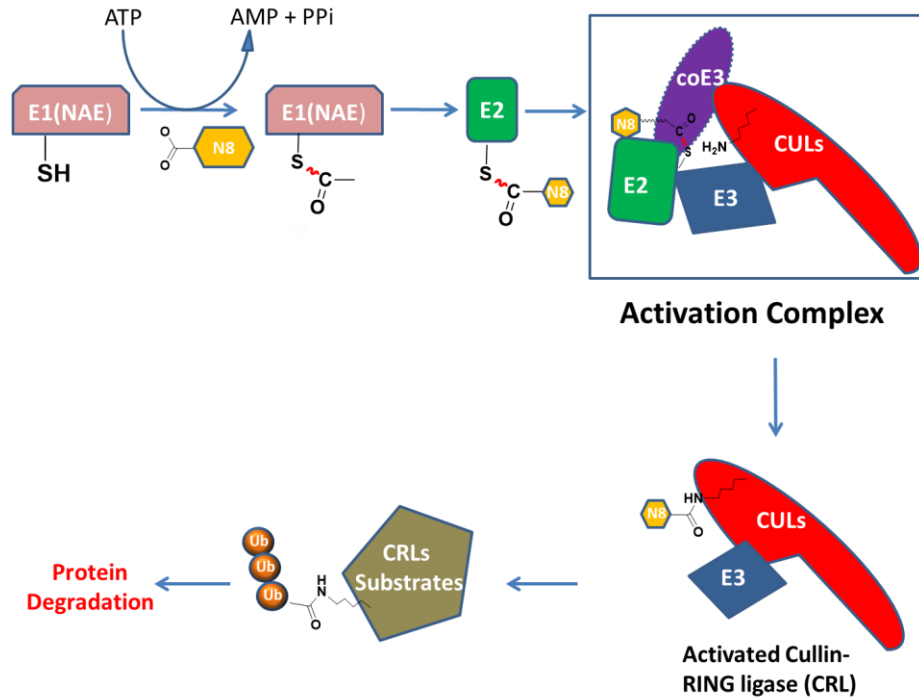 ATP
AMP + PPi
E1(NAE)
SH
O
O
N8
E1(NAE)
S
C
O
E2
S
C
O
N8
coE3
N8
C
O
S
H₂N
CULs
E2
E3
Activation Complex
N8
HN
O
CULs
E3
Activated Cullin-
RING ligase (CRL)
Ub
Ub
Ub
O
H
N
CRLs
Substrates
Protein
Degradation